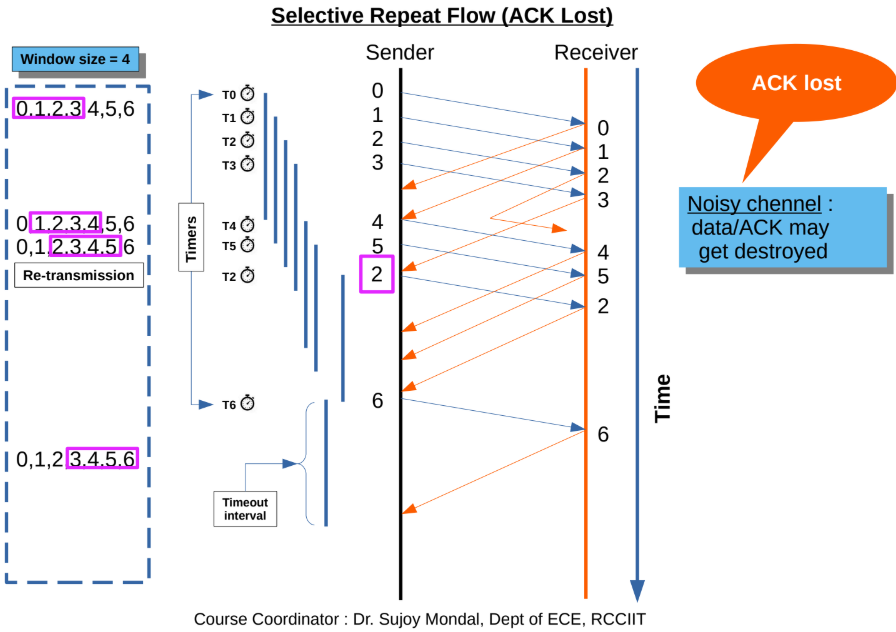 Selective Repeat Flow (ACK Lost)
Window size = 4
Sender
Receiver
ACK lost
0,1,2,3,4,5,6
T0
T1
T2
T3
0
1
2
3
0
1
2
3
Noisy channel :
data/ACK may
get destroyed
0,1,2,3,4,5,6
0,1,2,3,4,5,6
Re-transmission
Timers
T4
T5
T2
4
5
2
4
5
2
T6
6
6
Time
0,1,2 3,4,5,6
Timeout
interval
Course Coordinator : Dr. Sujoy Mondal, Dept of ECE, RCCIIT